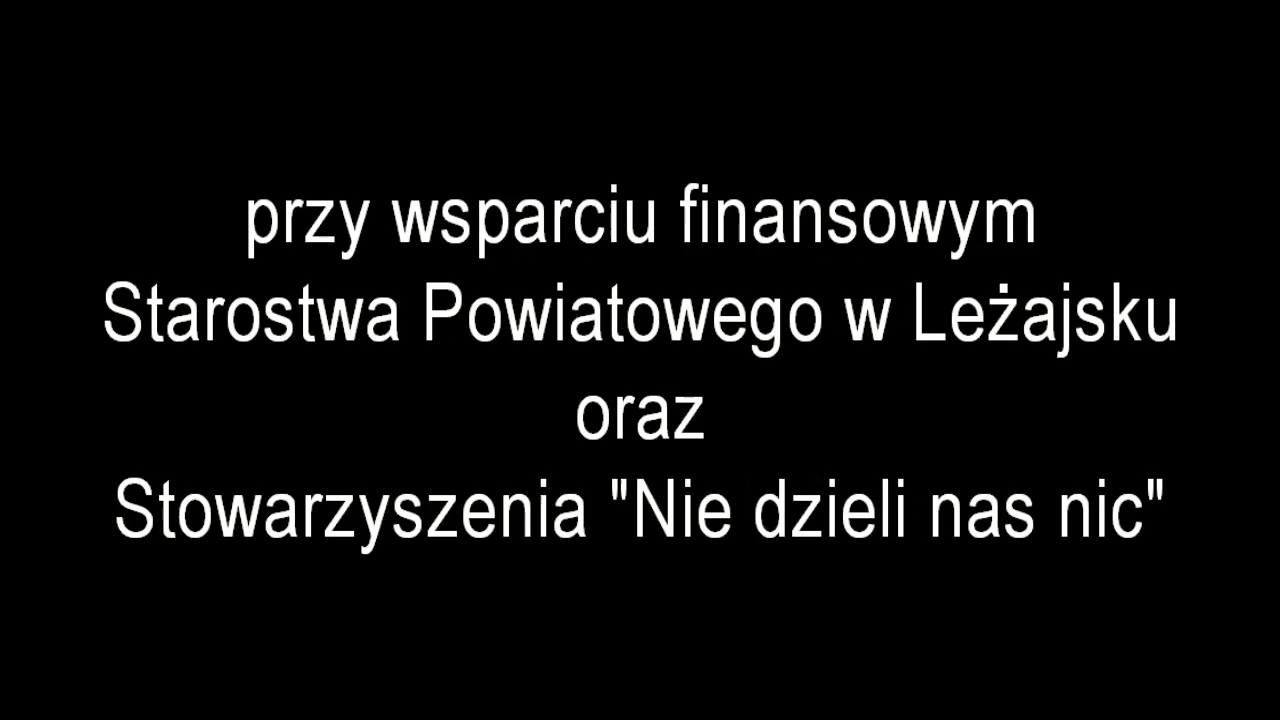 przy wsparciu finansowym
Starostwa Powiatowego w Leżajsku
oraz
Stowarzyszenia "Nie dzieli nas nic"